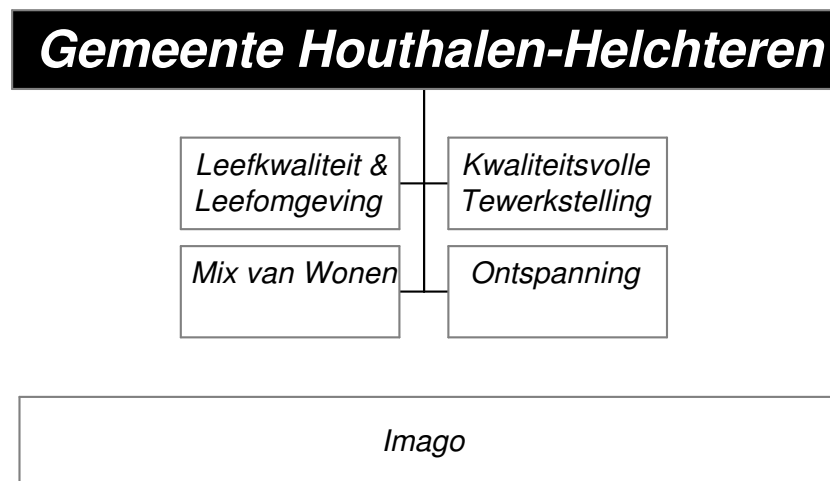 Gemeente Houthalen-Helchteren
Leefkwaliteit &
Leefomgeving
Kwaliteitsvolle
Tewerkstelling
Mix van Wonen
Ontspanning
Imago